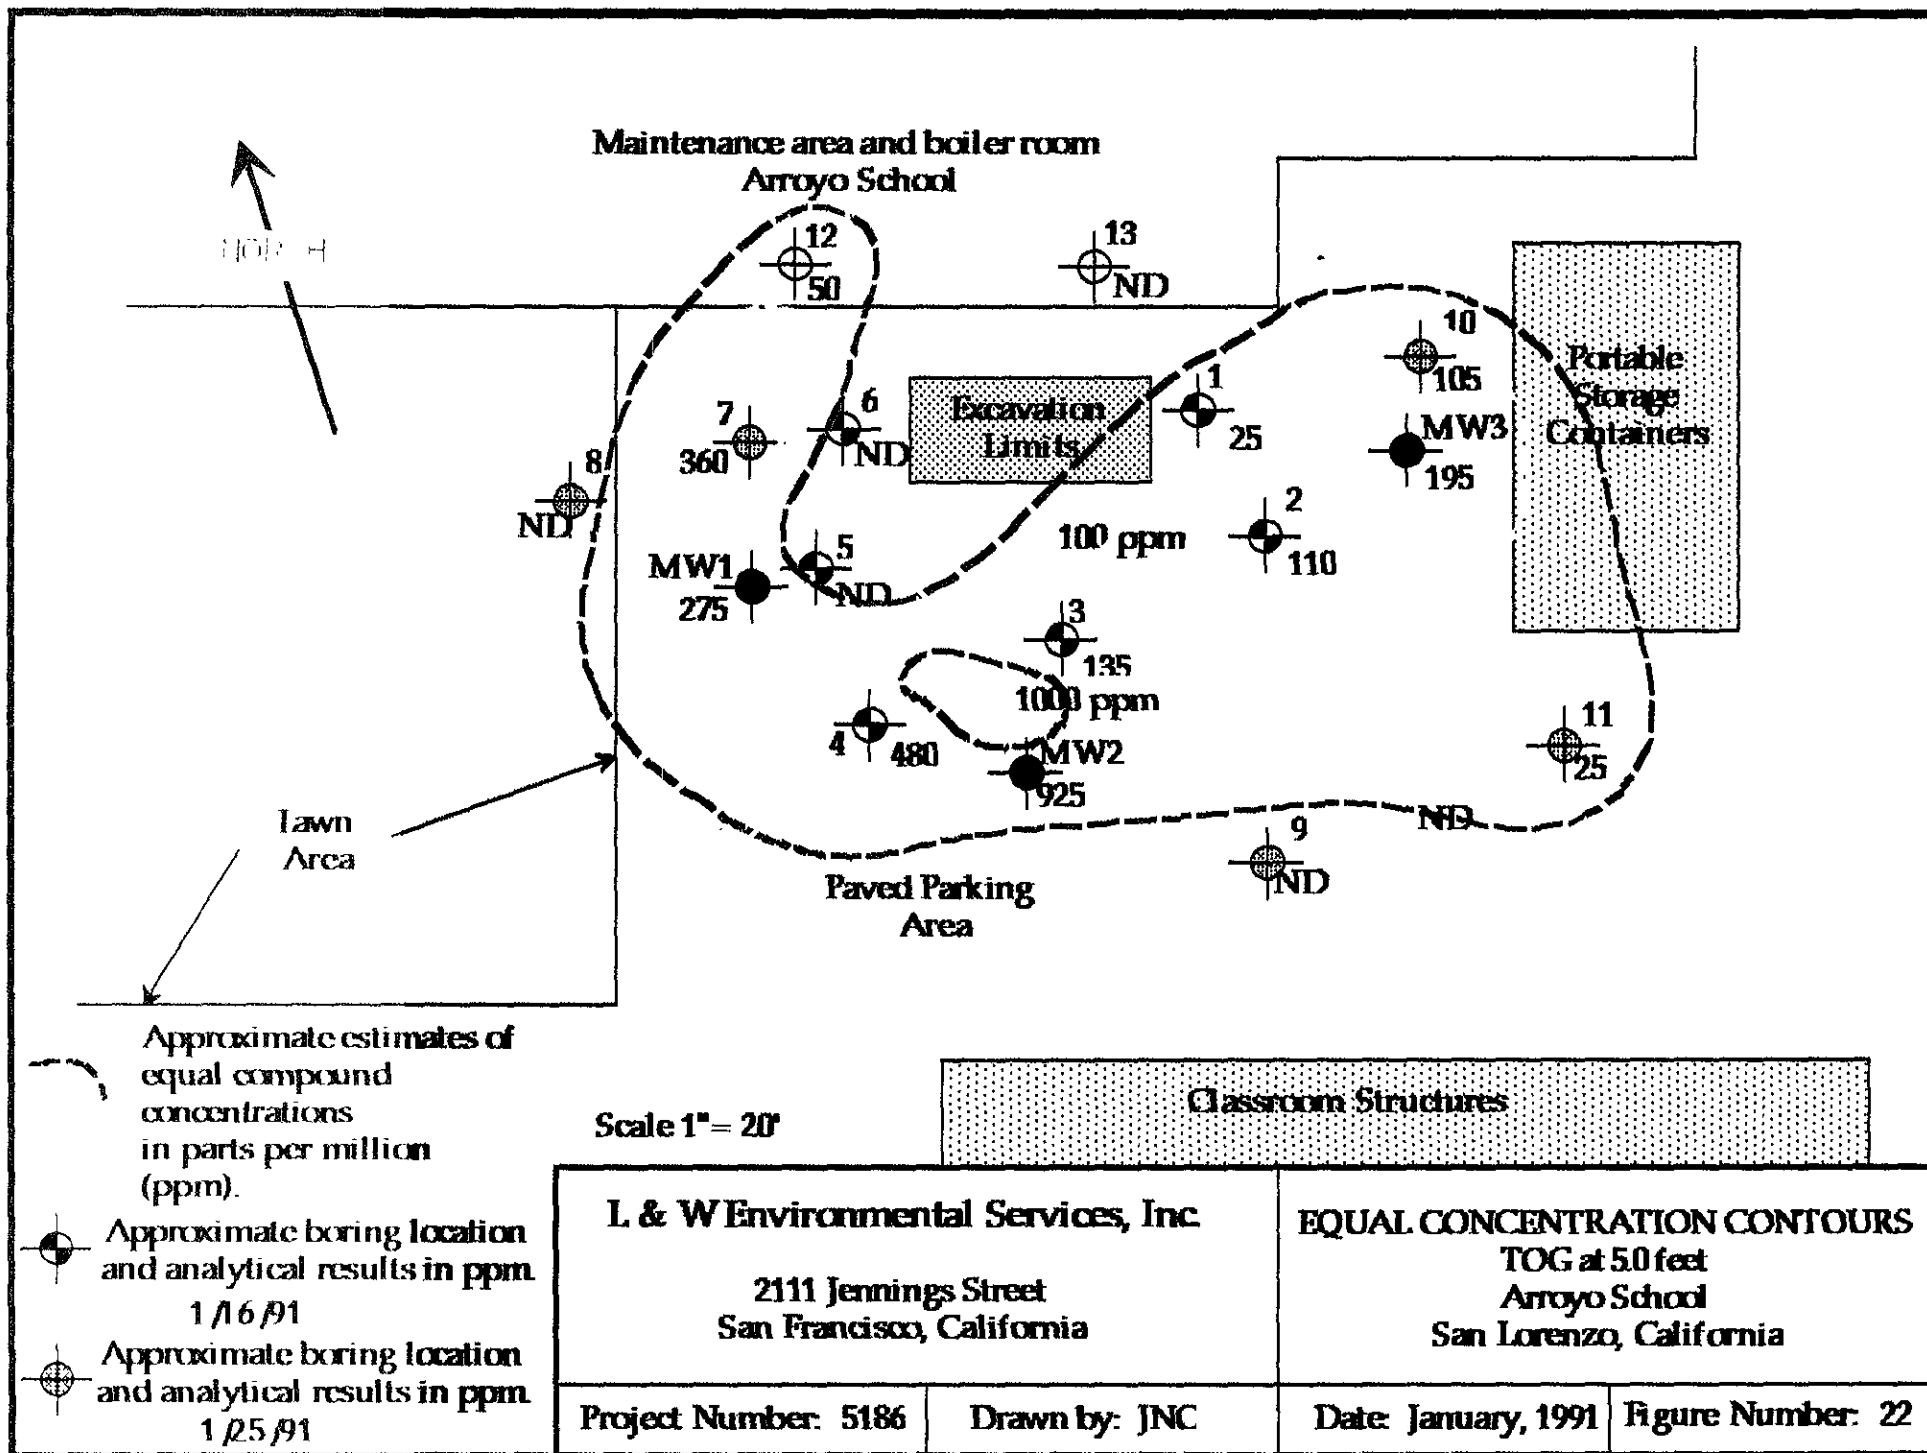 Maintenance area and boiler room
Arroyo School
NORTH
12
50
13
ND
10
105
Portable
Storage
Containers
1
25
Excavation
Limits
6
ND
7
360
MW3
195
8
ND
2
110
100 ppm
5
ND
MW1
275
3
135
1000 ppm
4
480
MW2
925
11
25
ND
9
ND
Lawn
Area
Paved Parking
Area
Approximate estimates of
equal compound
concentrations
in parts per million
(ppm).
Approximate boring location
and analytical results in ppm.
1/16/91
Approximate boring location
and analytical results in ppm.
1/25/91
Scale 1" = 20'
Classroom Structures
L & W Environmental Services, Inc.
2111 Jennings Street
San Francisco, California
EQUAL CONCENTRATION CONTOURS
TOG at 5.0 feet
Arroyo School
San Lorenzo, California
Project Number: 5186
Drawn by: JNC
Date: January, 1991
Figure Number: 22